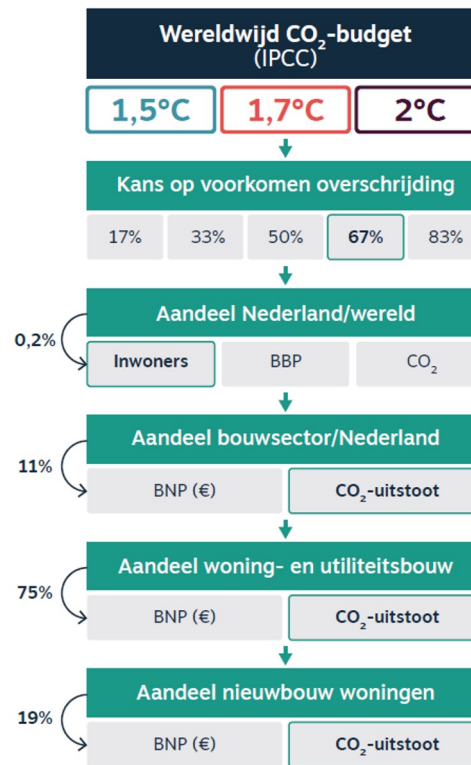 Wereldwijd CO₂-budget
(IPCC)
1,5°C 1,7°C 2°C
Kans op voorkomen overschrijding
17% 33% 50% 67% 83%
Aandeel Nederland/wereld
0,2%
Inwoners BBP CO₂
Aandeel bouwsector/Nederland
11%
BNP (€) CO₂-uitstoot
Aandeel woning- en utiliteitsbouw
75%
BNP (€) CO₂-uitstoot
Aandeel nieuwbouw woningen
19%
BNP (€) CO₂-uitstoot